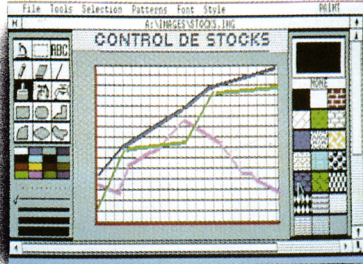 File Tools Selection Patterns Font Style PAINT
A:\IMAGES\STOCKS.IMG
CONTROL DE STOCKS
ABC
NONE